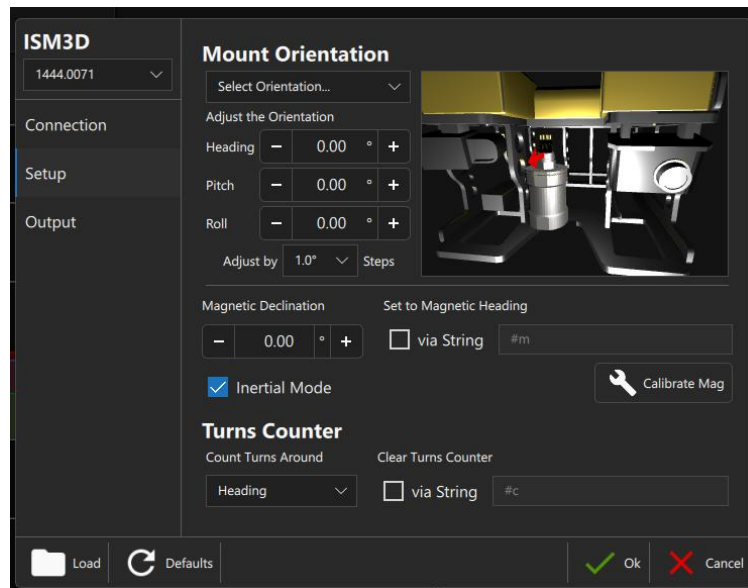 ISM3D
1444.0071
Connection
Setup
Output
Mount Orientation
Select Orientation...
Adjust the Orientation
Heading − 0.00 ° +
Pitch − 0.00 ° +
Roll − 0.00 ° +
Adjust by 1.0° Steps
Magnetic Declination
− 0.00 ° +
Set to Magnetic Heading
via String #m
Inertial Mode
Calibrate Mag
Turns Counter
Count Turns Around
Heading
Clear Turns Counter
via String #c
Load
Defaults
Ok
Cancel